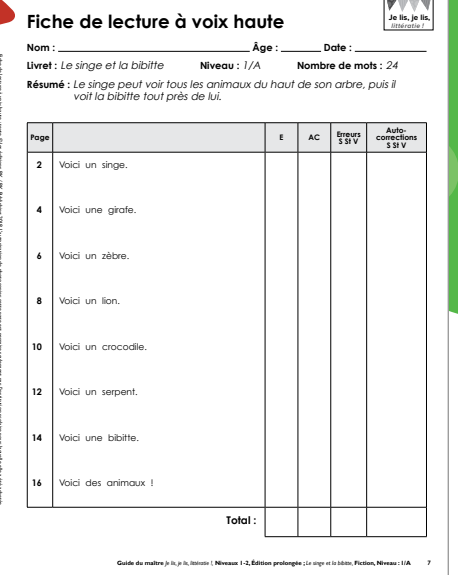 Je lis, je lis,
littératie !
Fiche de lecture à voix haute
Nom : Âge : Date :
Livret : Le singe et la bibitte Niveau : 1/A Nombre de mots : 24
Résumé : Le singe peut voir tous les animaux du haut de son arbre, puis il
voit la bibitte tout près de lui.
Page E AC Erreurs S St V Auto-corrections S St V
2 Voici un singe.
4 Voici une girafe.
6 Voici un zèbre.
8 Voici un lion.
10 Voici un crocodile.
12 Voici un serpent.
14 Voici une bibitte.
16 Voici des animaux !
Total :
Guide du maître Je lis, je lis, littératie !, Niveaux 1-2, Édition prolongée ; Le singe et la bibitte, Fiction, Niveau : 1/A 7